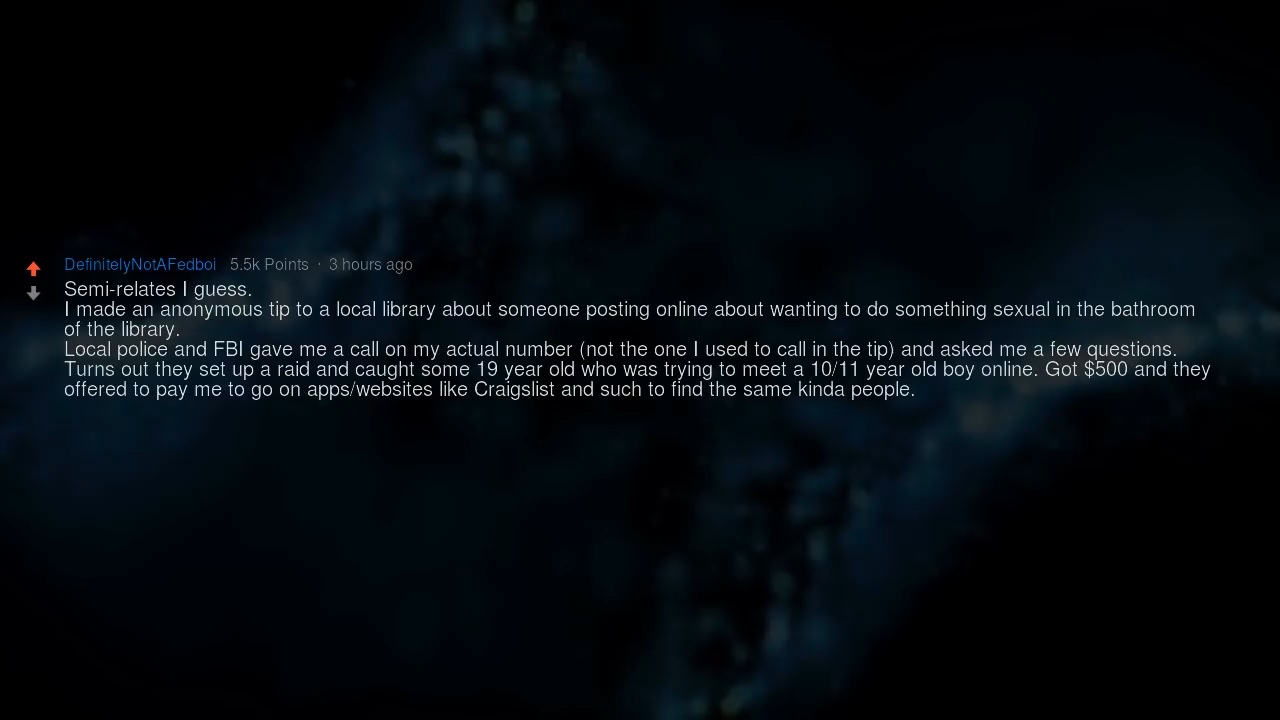 DefinitelyNotAFedboi 5.5k Points · 3 hours ago
Semi-relates I guess.
I made an anonymous tip to a local library about someone posting online about wanting to do something sexual in the bathroom
of the library.
Local police and FBI gave me a call on my actual number (not the one I used to call in the tip) and asked me a few questions.
Turns out they set up a raid and caught some 19 year old who was trying to meet a 10/11 year old boy online. Got $500 and they
offered to pay me to go on apps/websites like Craigslist and such to find the same kinda people.